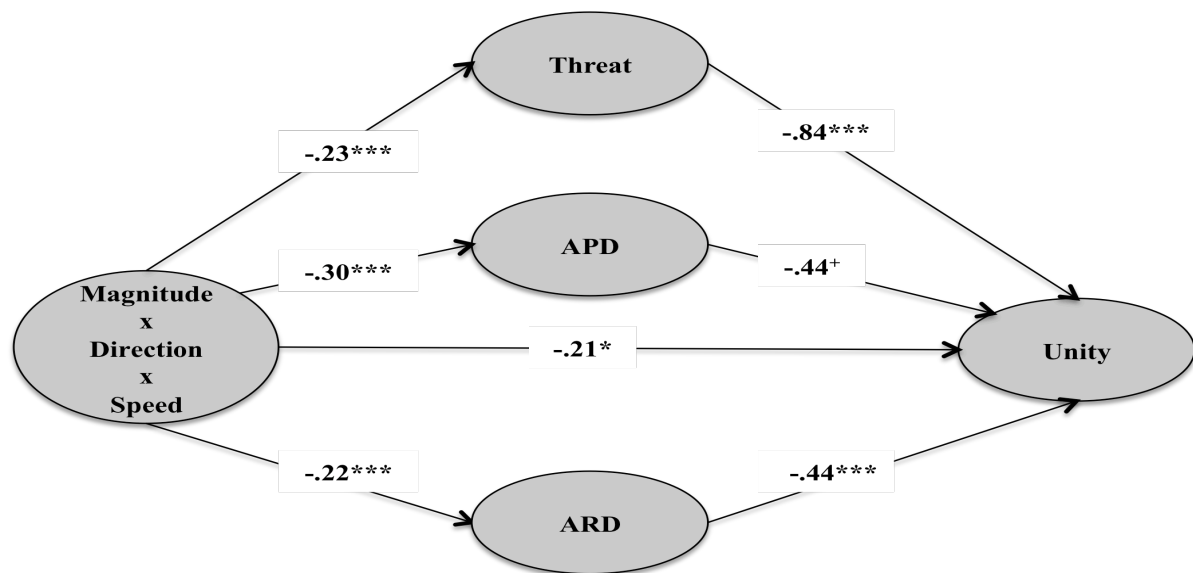 Threat
-.23***
-.84***
APD
-.30***
-.44+
Magnitude
x
Direction
x
Speed
-.21*
Unity
-.22***
-.44***
ARD